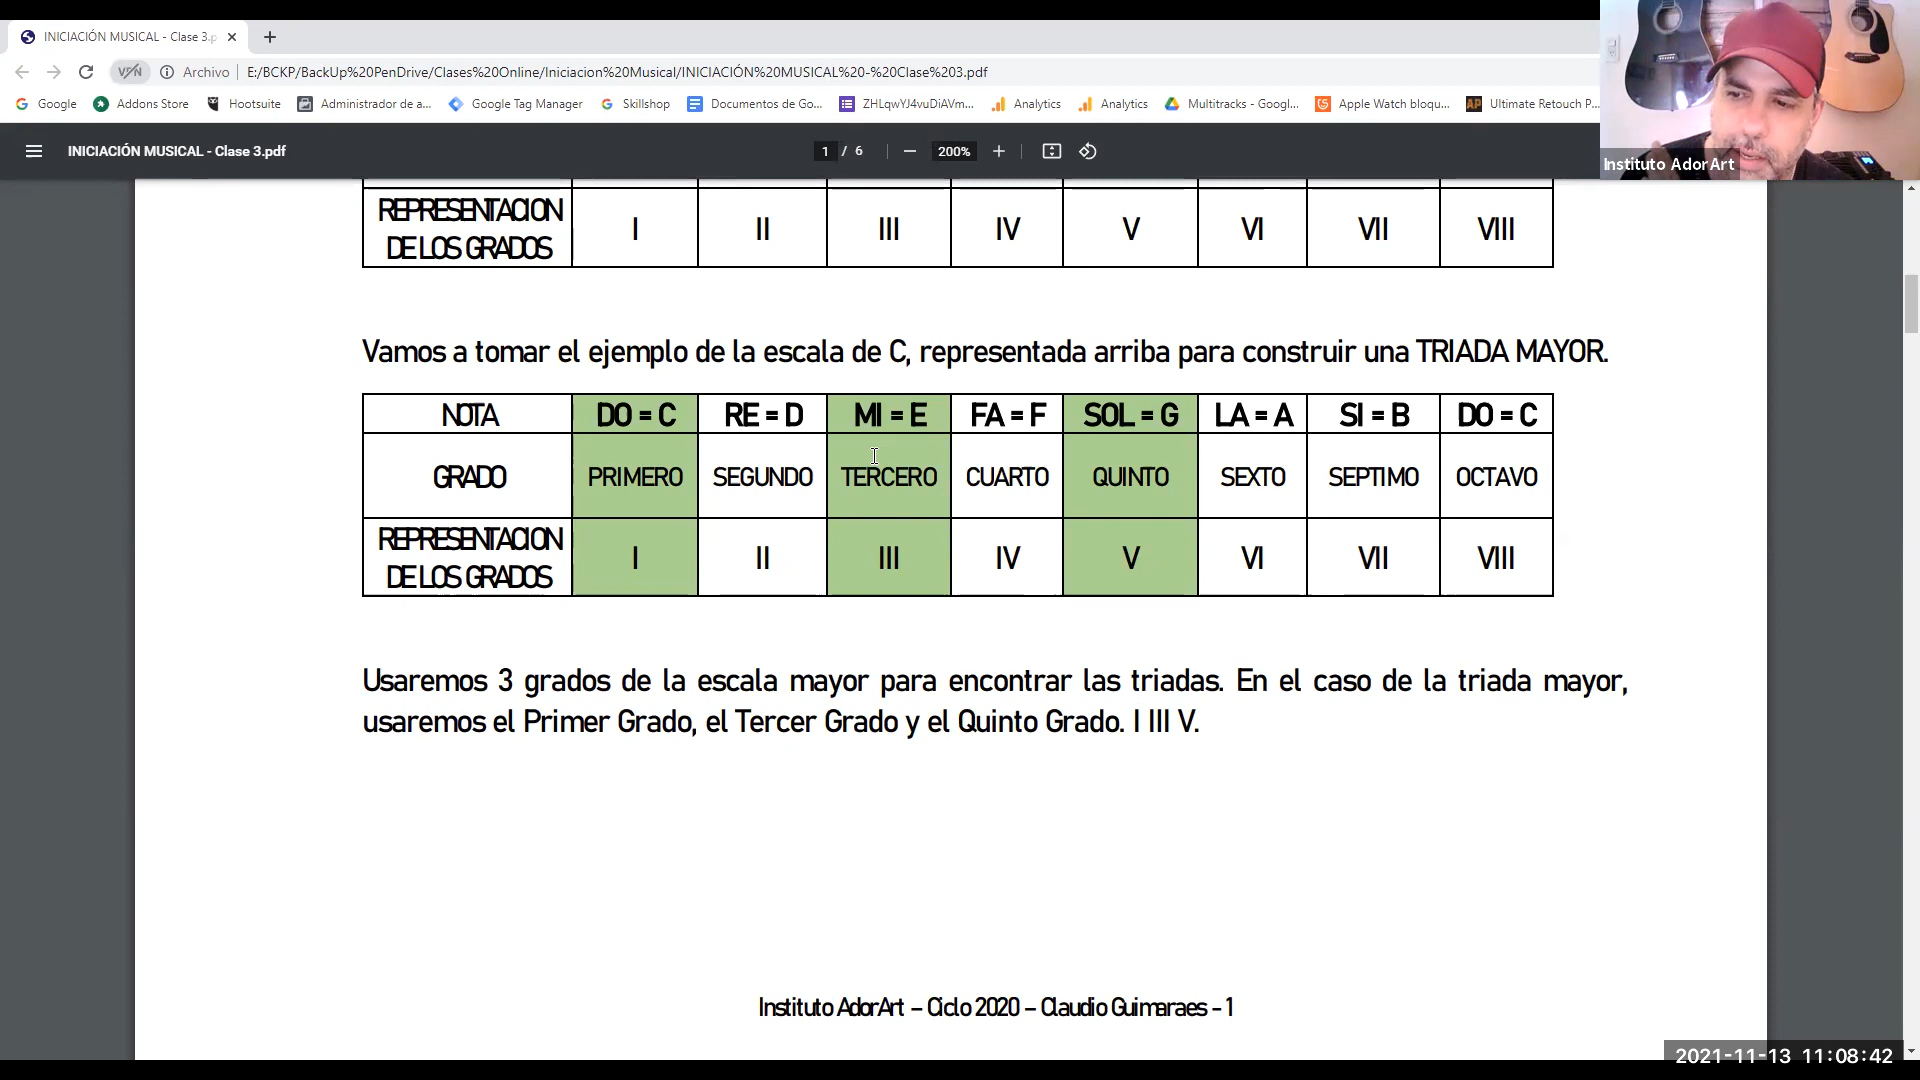 INICIACIÓN MUSICAL - Clase 3.p
Archivo E:/BCKP/BackUp%20PenDrive/Clases%20Online/Iniciacion%20Musical/INICIACIÓN%20MUSICAL%20-%20Clase%203.pdf
Google Addons Store Hootsuite Administrador de a... Google Tag Manager Skillshop Documentos de Go... ZHLqwYJ4vuDiAVm... Analytics Analytics Multitracks - Googl... Apple Watch bloqu... Ultimate Retouch P...
INICIACIÓN MUSICAL - Clase 3.pdf 1 / 6 200%
Instituto AdorArt
REPRESENTACION
DE LOS GRADOS I II III IV V VI VII VIII
Vamos a tomar el ejemplo de la escala de C, representada arriba para construir una TRIADA MAYOR.
NOTA DO = C RE = D MI = E FA = F SOL = G LA = A SI = B DO = C
GRADO PRIMERO SEGUNDO TERCERO CUARTO QUINTO SEXTO SEPTIMO OCTAVO
REPRESENTACION
DE LOS GRADOS I II III IV V VI VII VIII
Usaremos 3 grados de la escala mayor para encontrar las triadas. En el caso de la triada mayor,
usaremos el Primer Grado, el Tercer Grado y el Quinto Grado. I III V.
Instituto AdorArt – Ciclo 2020 – Claudio Guimaraes - 1
2021-11-13 11:08:42